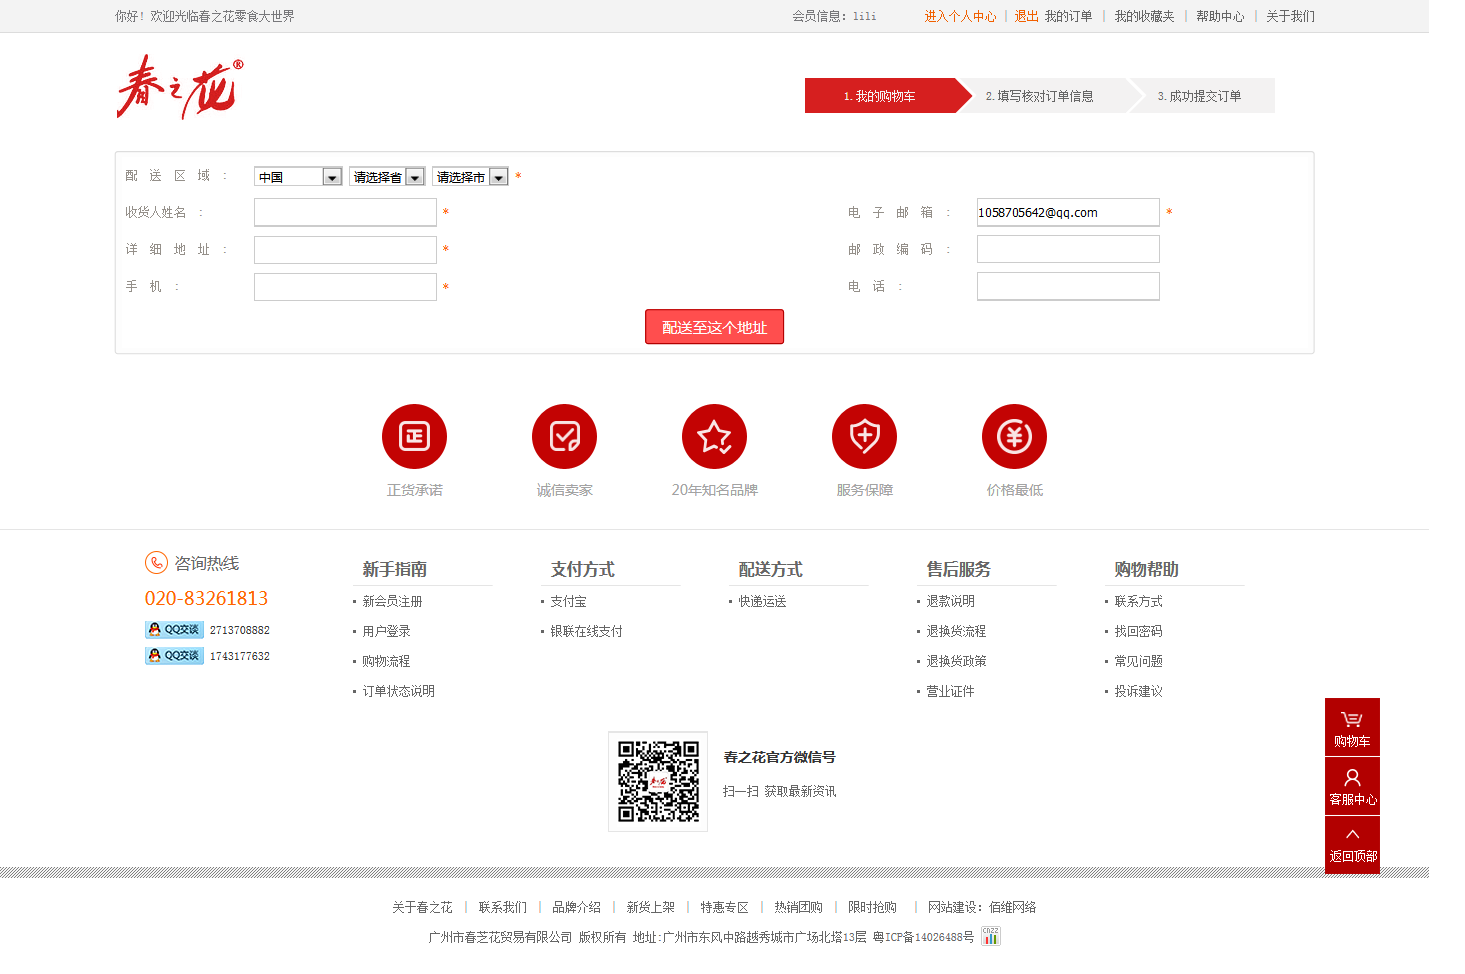 你好！欢迎光临春之花零食大世界
会员信息：lili 进入个人中心 | 退出 我的订单 | 我的收藏夹 | 帮助中心 | 关于我们
春之花®
1. 我的购物车 2. 填写核对订单信息 3. 成功提交订单
配 送 区 域 ： 中国 请选择省 请选择市 *
收货人姓名 ： * 电 子 邮 箱 ： 1058705642@qq.com *
详 细 地 址 ： * 邮 政 编 码 ：
手 机 ： * 电 话 ：
配送至这个地址
正
正货承诺 诚信卖家 20年知名品牌 服务保障 价格最低
咨询热线
020-83261813
QQ交谈 2713708882
QQ交谈 1743177632
新手指南
新会员注册
用户登录
购物流程
订单状态说明
支付方式
支付宝
银联在线支付
配送方式
快递运送
售后服务
退款说明
退换货流程
退换货政策
营业证件
购物帮助
联系方式
找回密码
常见问题
投诉建议
购物车
客服中心
返回顶部
春之花官方微信号
扫一扫 获取最新资讯
关于春之花 | 联系我们 | 品牌介绍 | 新货上架 | 特惠专区 | 热销团购 | 限时抢购 | 网站建设：佰维网络
广州市春芝花贸易有限公司 版权所有 地址:广州市东风中路越秀城市广场北塔13层 粤ICP备14026488号 CNZZ